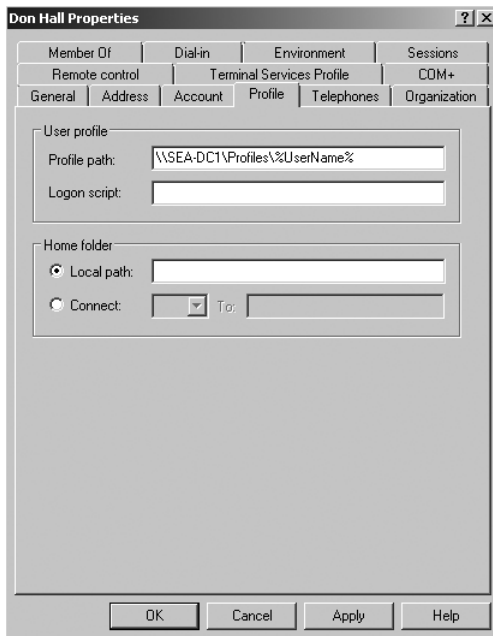 Don Hall Properties
? X
Member Of Dial-in Environment Sessions
Remote control Terminal Services Profile COM+
General Address Account Profile Telephones Organization
User profile
Profile path: \\SEA-DC1\Profiles\%UserName%
Logon script:
Home folder
Local path:
Connect: To:
OK Cancel Apply Help